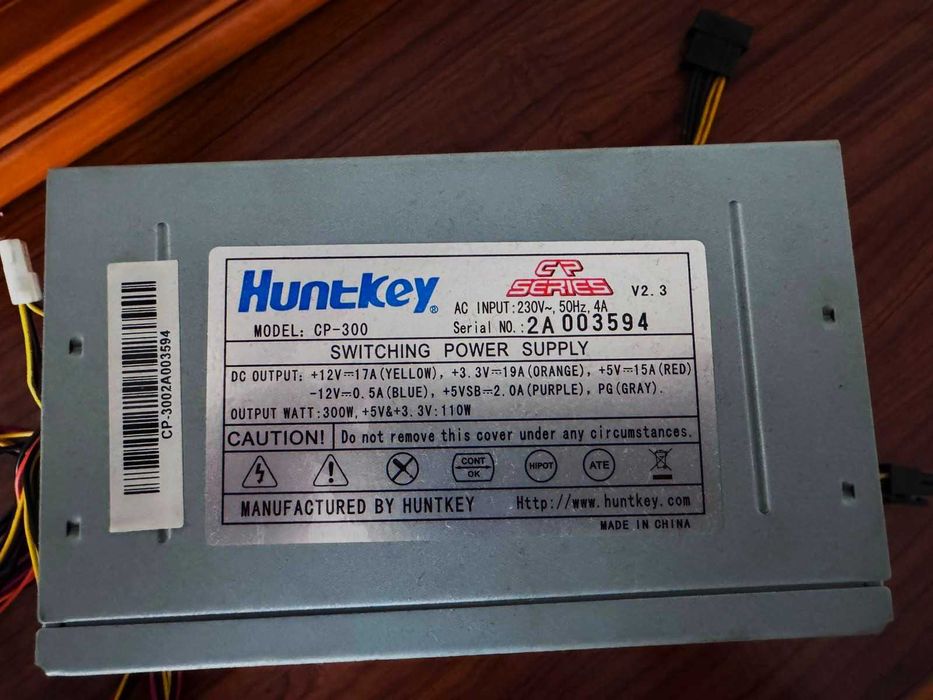 CP-3002A003594
Huntkey®
CP SERIES V2.3
MODEL: CP-300
AC INPUT:230V~, 50Hz, 4A
Serial NO.:2A 003594
SWITCHING POWER SUPPLY
DC OUTPUT: +12V⎓17A(YELLOW), +3.3V⎓19A(ORANGE), +5V⎓15A(RED)
-12V⎓0.5A(BLUE), +5VSB⎓2.0A(PURPLE), PG(GRAY).
OUTPUT WATT:300W, +5V&+3.3V:110W
CAUTION! Do not remove this cover under any circumstances.
CONT
OK
HIPOT
ATE
MANUFACTURED BY HUNTKEY Http://www.huntkey.com
MADE IN CHINA